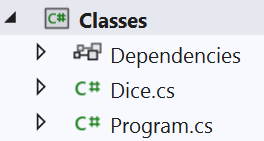 C# Classes
Dependencies
C# Dice.cs
C# Program.cs